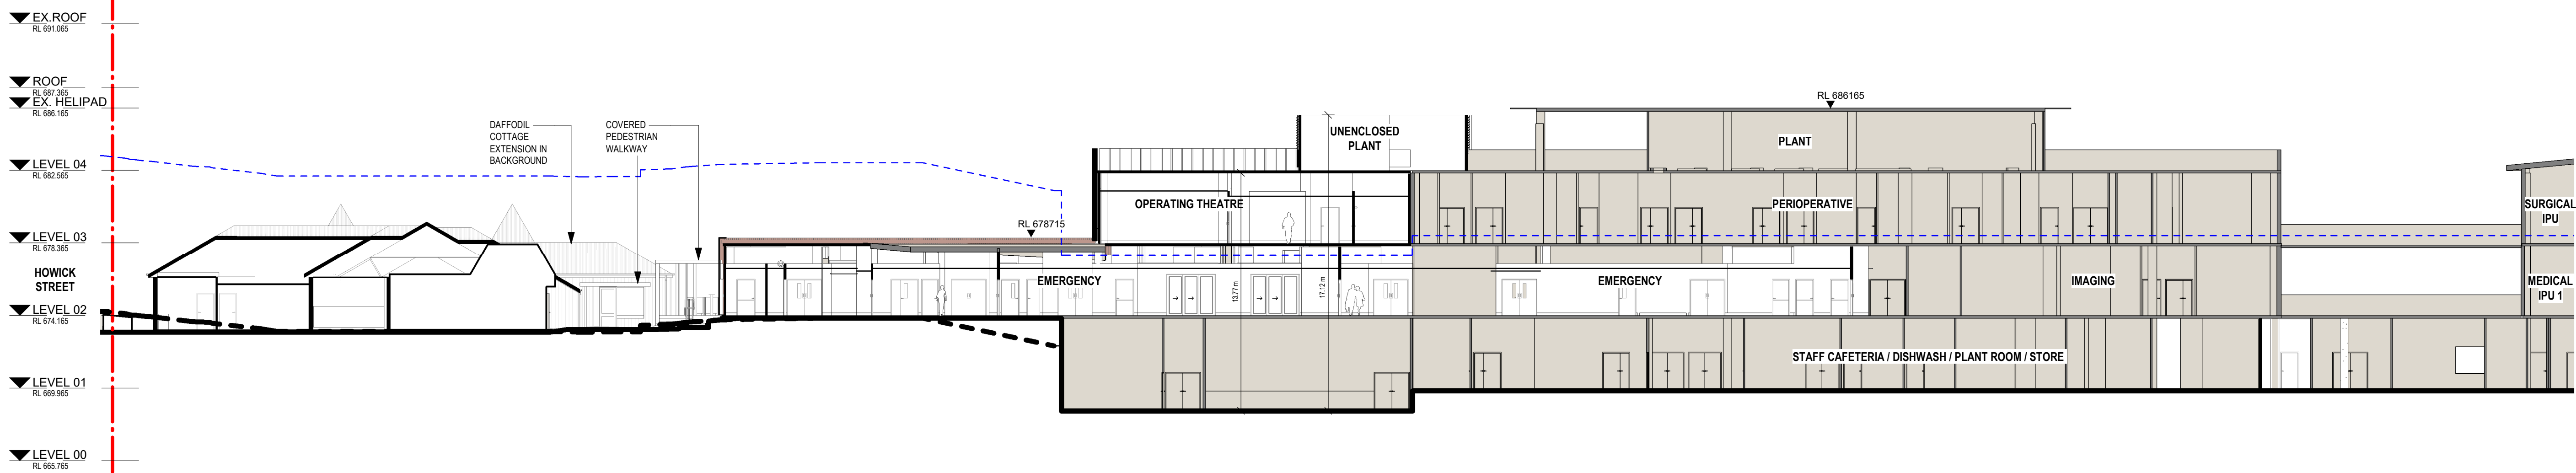 EX.ROOF
RL 691.065
ROOF
RL 687.365
EX. HELIPAD
RL 686.165
LEVEL 04
RL 682.565
LEVEL 03
RL 678.365
HOWICK
STREET
LEVEL 02
RL 674.165
LEVEL 01
RL 669.965
LEVEL 00
RL 665.765
DAFFODIL
COTTAGE
EXTENSION IN
BACKGROUND
COVERED
PEDESTRIAN
WALKWAY
RL 678715
UNENCLOSED
PLANT
OPERATING THEATRE
EMERGENCY
13.77 m
17.12 m
RL 686165
PLANT
PERIOPERATIVE
EMERGENCY
IMAGING
STAFF CAFETERIA / DISHWASH / PLANT ROOM / STORE
SURGICAL
IPU
MEDICAL
IPU 1